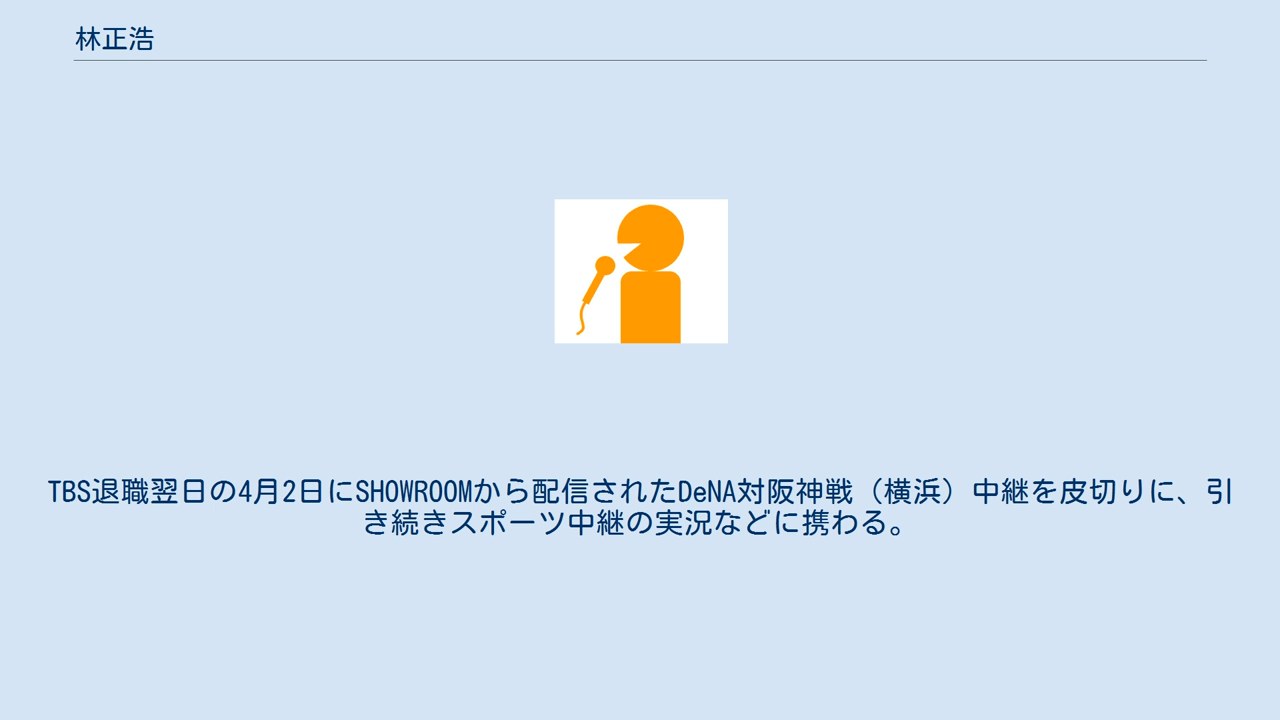 林正浩
TBS退職翌日の4月2日にSHOWROOMから配信されたDeNA対阪神戦（横浜）中継を皮切りに、引
き続きスポーツ中継の実況などに携わる。